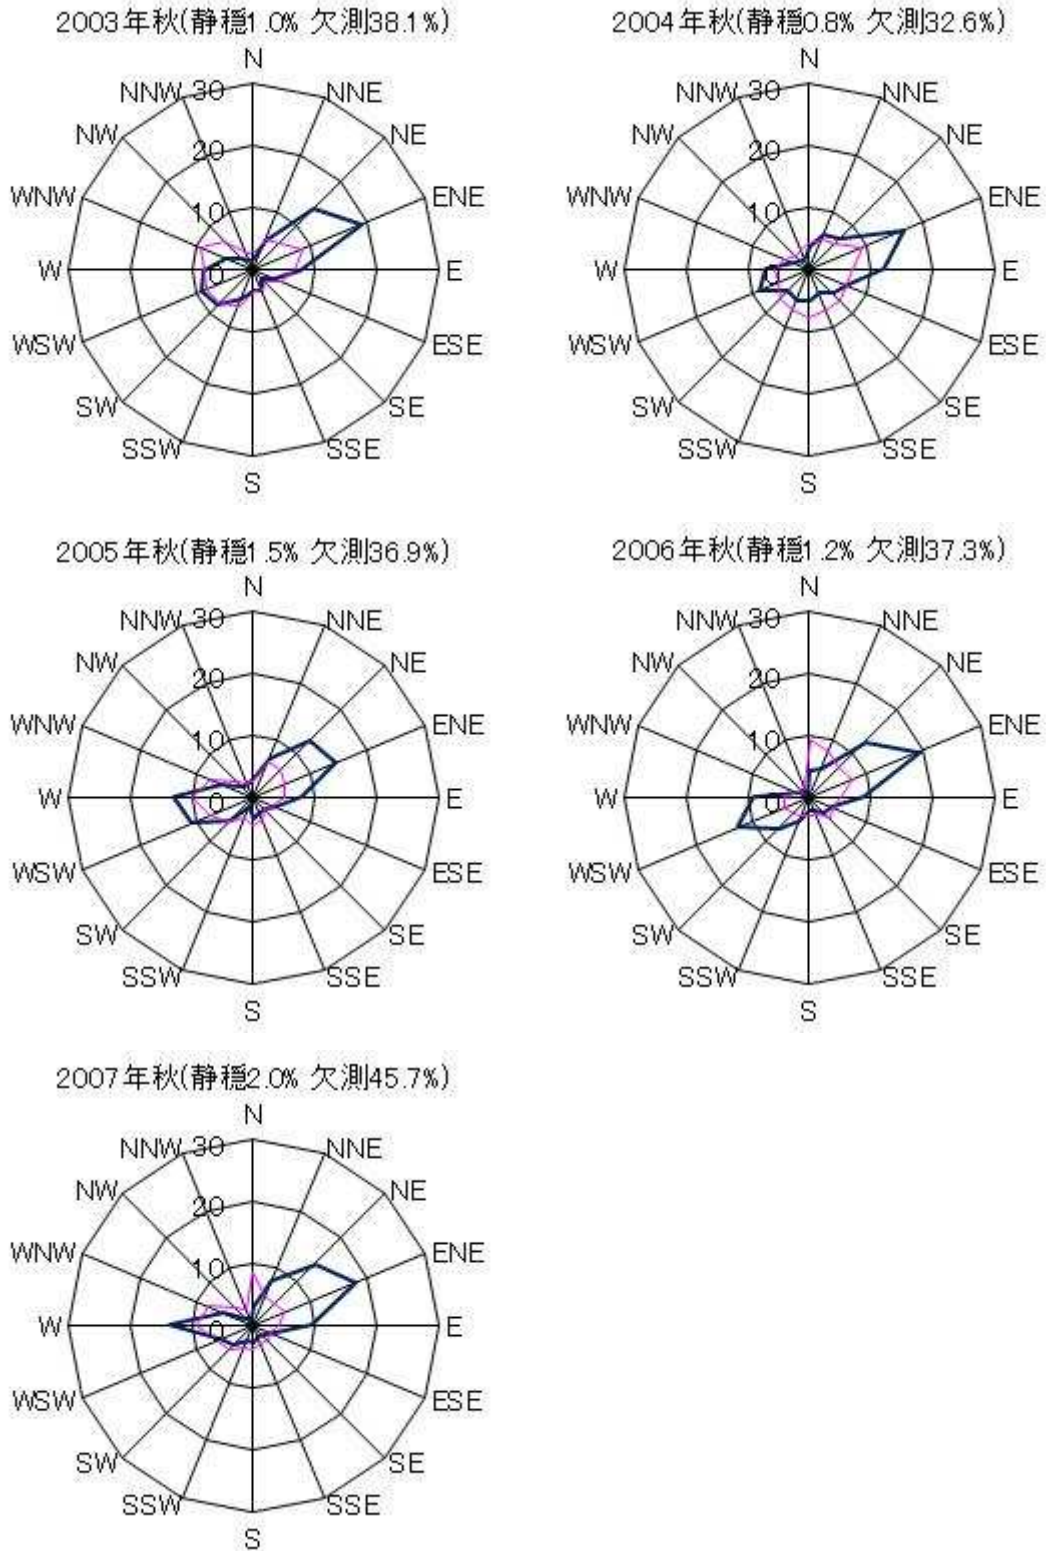 2003年秋(静穏1.0% 欠測38.1%)
N
NNW 30 NNE
NW 20 NE
WNW 10 ENE
W 0 E
WSW ESE
SW SE
SSW SSE
S
2004年秋(静穏0.8% 欠測32.6%)
N
NNW 30 NNE
NW 20 NE
WNW 10 ENE
W 0 E
WSW ESE
SW SE
SSW SSE
S
2005年秋(静穏1.5% 欠測36.9%)
N
NNW 30 NNE
NW 20 NE
WNW 10 ENE
W 0 E
WSW ESE
SW SE
SSW SSE
S
2006年秋(静穏1.2% 欠測37.3%)
N
NNW 30 NNE
NW 20 NE
WNW 10 ENE
W 0 E
WSW ESE
SW SE
SSW SSE
S
2007年秋(静穏2.0% 欠測45.7%)
N
NNW 30 NNE
NW 20 NE
WNW 10 ENE
W 0 E
WSW ESE
SW SE
SSW SSE
S